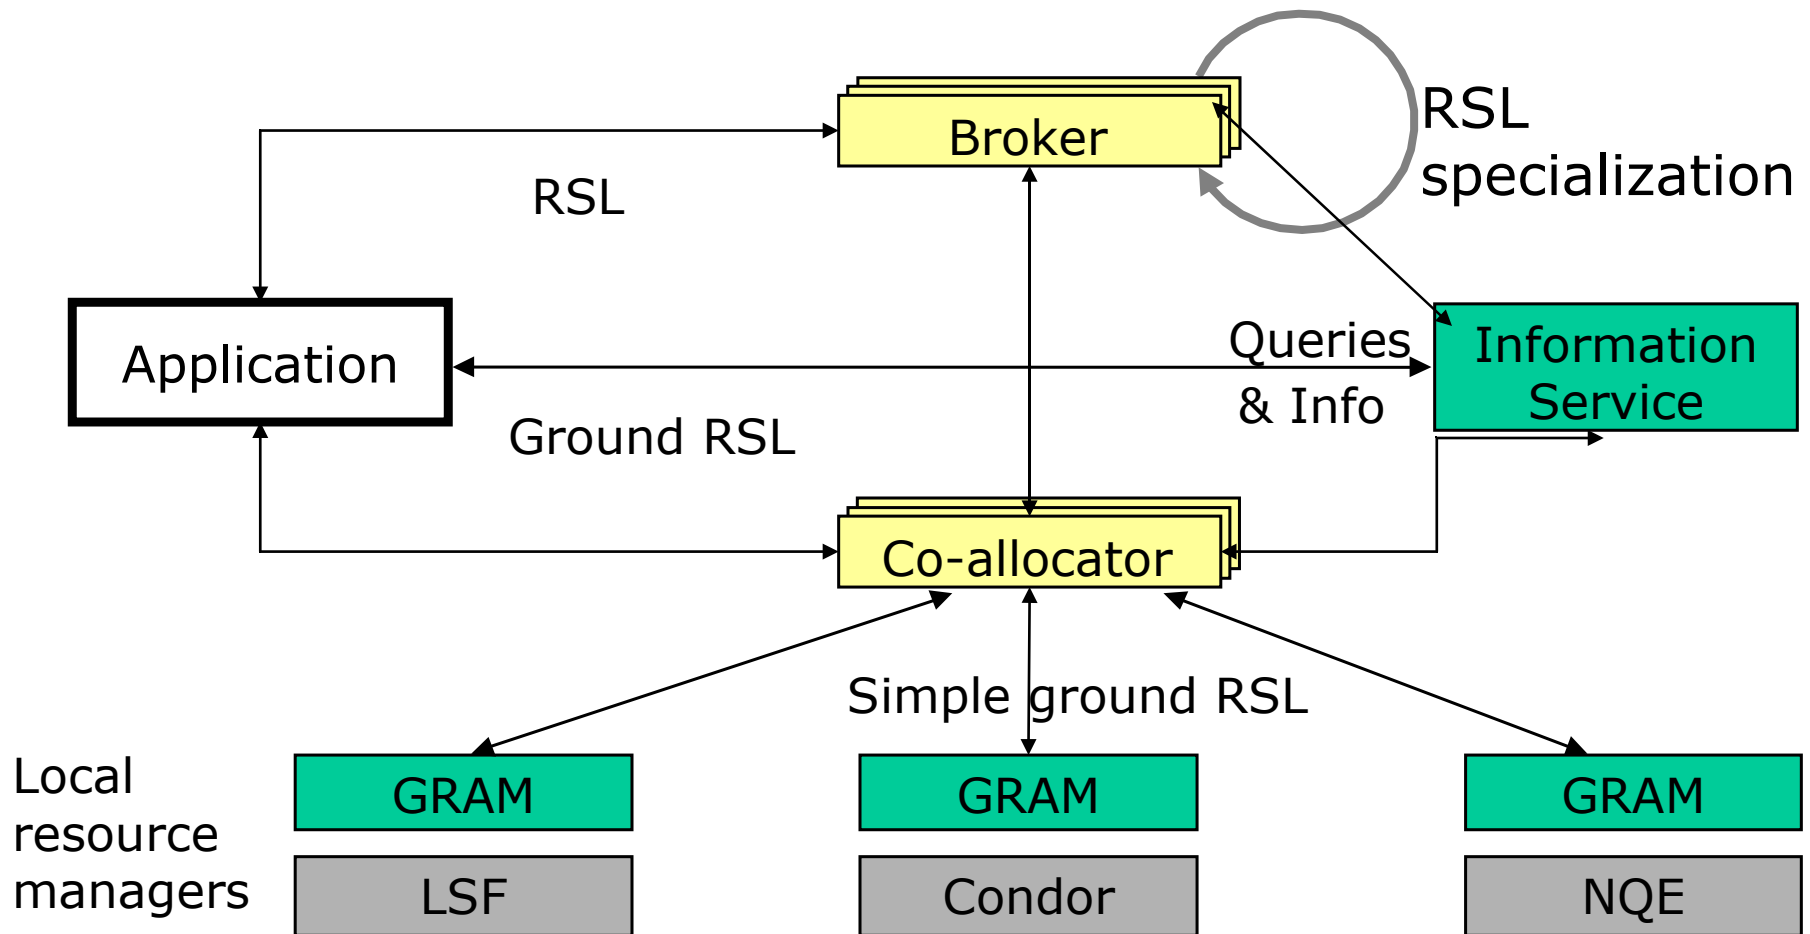 Broker
RSL
specialization
RSL
Application
Queries
& Info
Information
Service
Ground RSL
Co-allocator
Simple ground RSL
Local
resource
managers
GRAM
GRAM
GRAM
LSF
Condor
NQE